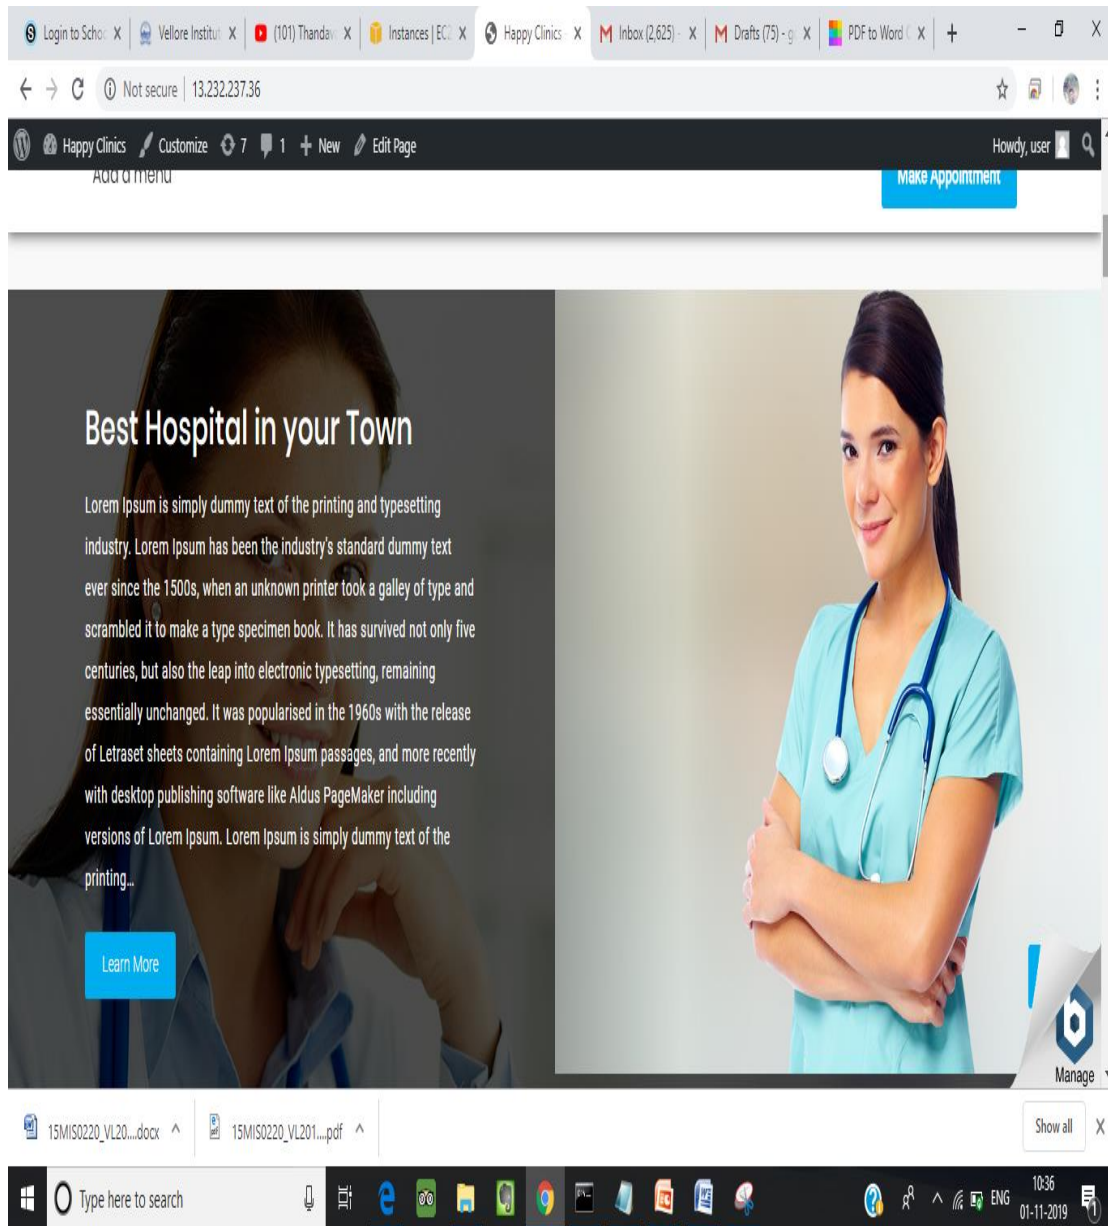 Login to Schoo
Vellore Institut
(101) Thandav
Instances | EC2
Happy Clinics -
Inbox (2,625) -
Drafts (75) - g
PDF to Word C
Not secure | 13.232.237.36
Happy Clinics Customize 7 1 New Edit Page
Howdy, user
Add a menu
Make Appointment
Best Hospital in your Town
Lorem Ipsum is simply dummy text of the printing and typesetting
industry. Lorem Ipsum has been the industry's standard dummy text
ever since the 1500s, when an unknown printer took a galley of type and
scrambled it to make a type specimen book. It has survived not only five
centuries, but also the leap into electronic typesetting, remaining
essentially unchanged. It was popularised in the 1960s with the release
of Letraset sheets containing Lorem Ipsum passages, and more recently
with desktop publishing software like Aldus PageMaker including
versions of Lorem Ipsum. Lorem Ipsum is simply dummy text of the
printing...
Learn More
Manage
15MIS0220_VL20....docx
15MIS0220_VL201....pdf
Show all
Type here to search
ENG
10:36
01-11-2019
1